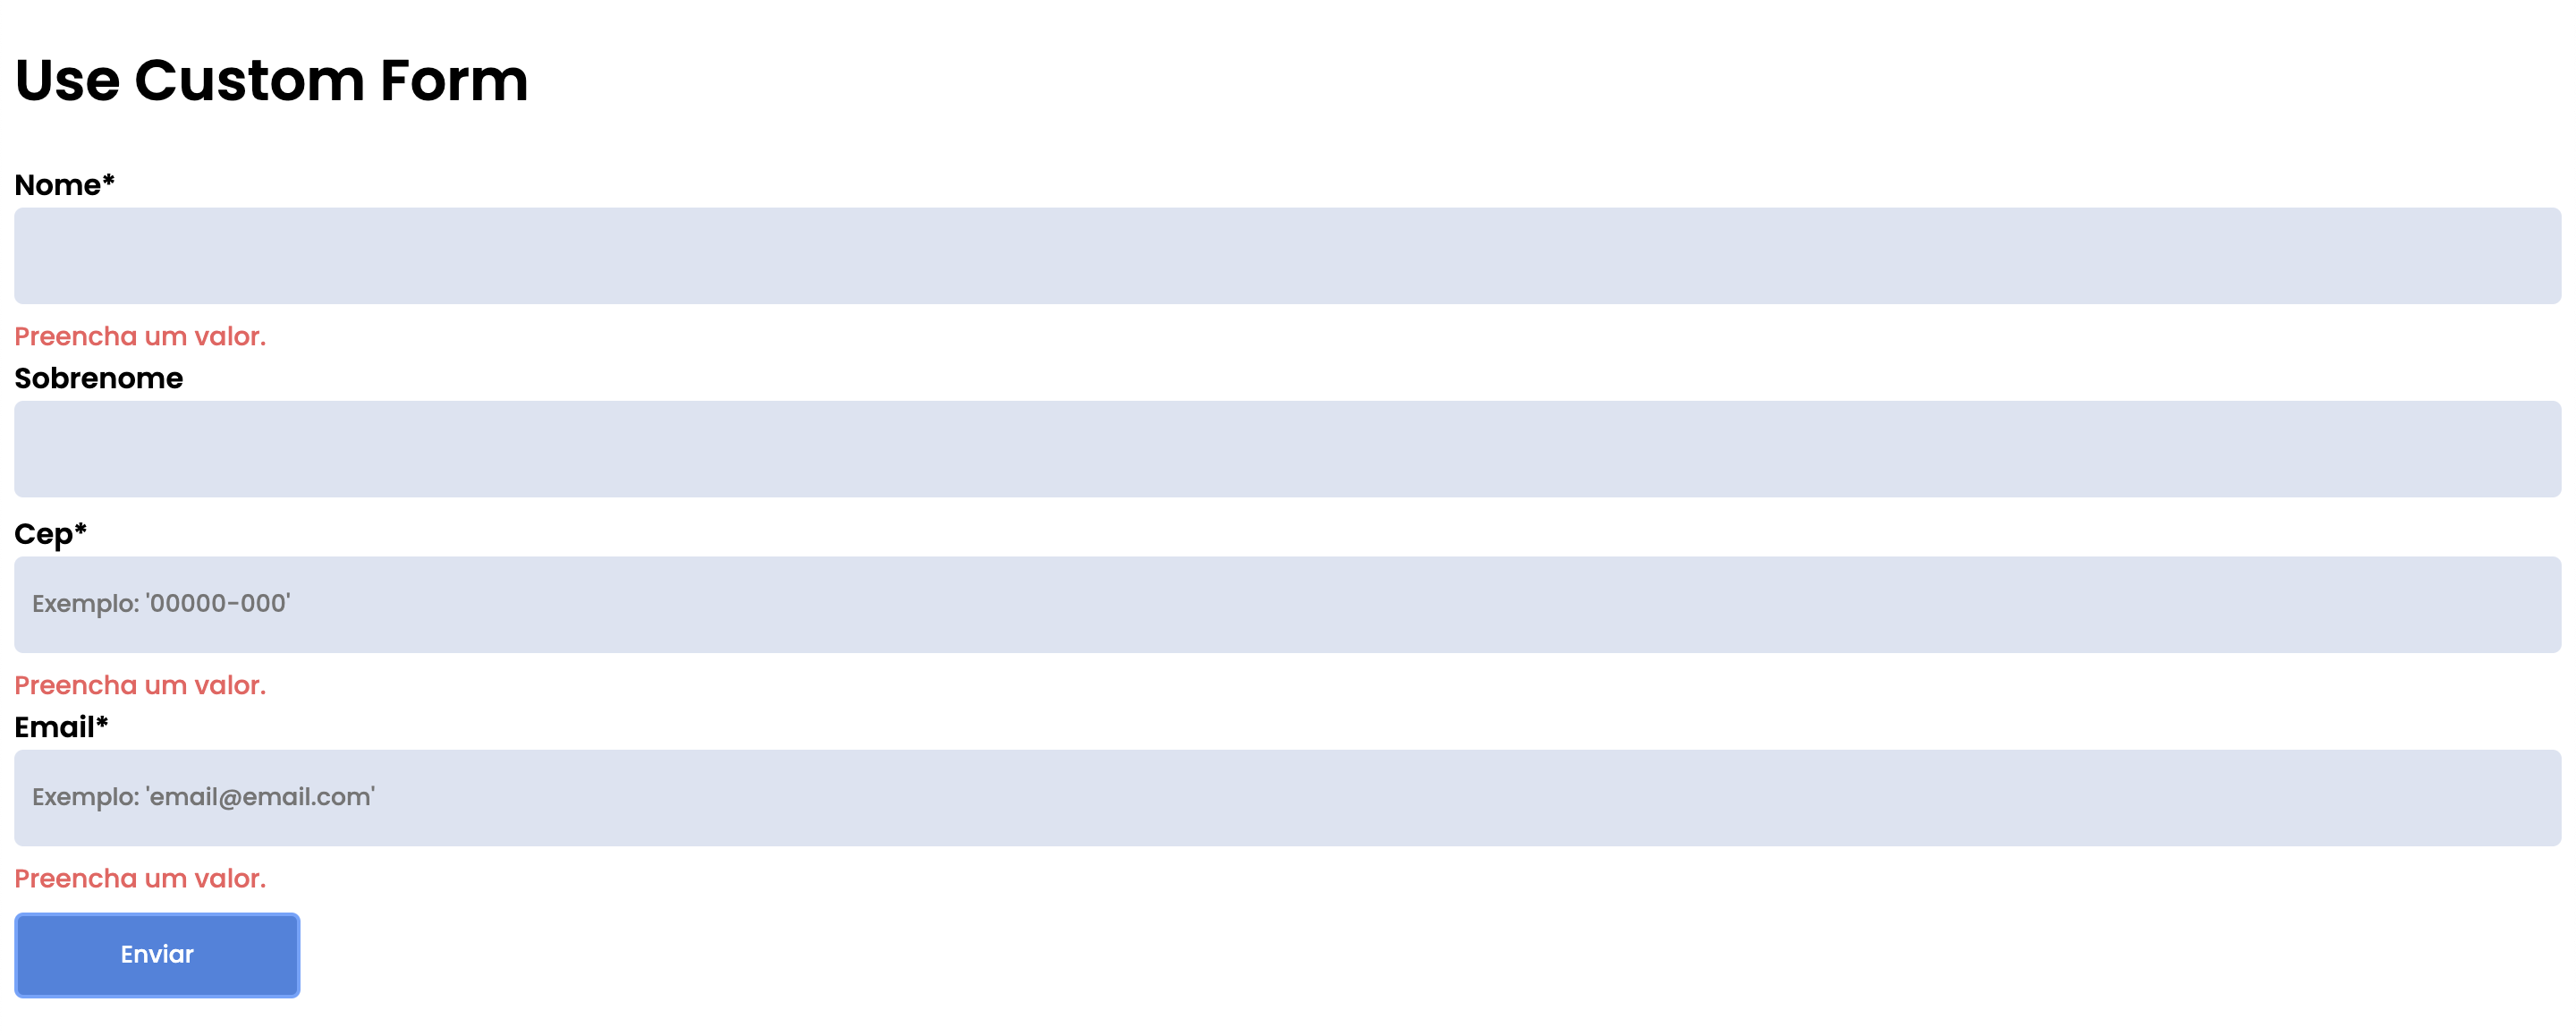 Use Custom Form
Nome*
Preencha um valor.
Sobrenome
Cep*
Exemplo: '00000-000'
Preencha um valor.
Email*
Exemplo: 'email@email.com'
Preencha um valor.
Enviar